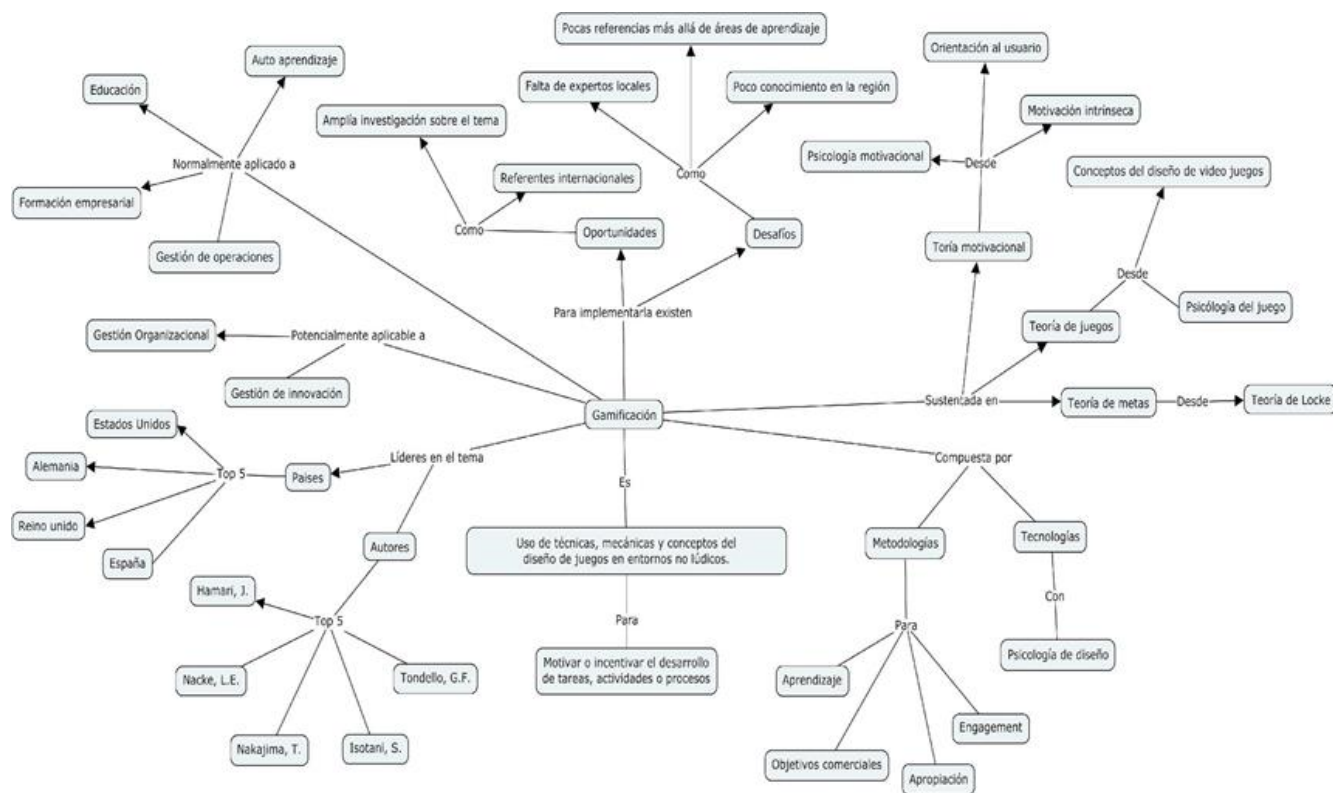 Pocas referencias más allá de áreas de aprendizaje
Orientación al usuario
Auto aprendizaje
Educación
Falta de expertos locales
Poco conocimiento en la región
Amplía investigación sobre el tema
Motivación intrínseca
Normalmente aplicado a
Psicología motivacional
Desde
Conceptos del diseño de video juegos
Referentes internacionales
Como
Formación empresarial
Como
Oportunidades
Desafíos
Gestión de operaciones
Toría motivacional
Desde
Para implementarla existen
Psicólógía del juego
Gestión Organizacional
Potencialmente aplicable a
Teoría de juegos
Gestión de innovación
Gamificación
Sustentada en
Teoría de metas
Desde
Teoría de Locke
Estados Unidos
Líderes en el tema
Compuesta por
Alemania
Top 5
Paises
Es
Reino unido
Autores
Uso de técnicas, mecánicas y conceptos del
diseño de juegos en entornos no lúdicos.
Metodologías
Tecnologías
España
Hamari, J.
Top 5
Para
Para
Con
Nacke, L.E.
Tondello, G.F.
Motivar o incentivar el desarrollo
de tareas, actividades o procesos
Psicología de diseño
Aprendizaje
Engagement
Nakajima, T.
Isotani, S.
Objetivos comerciales
Apropiación